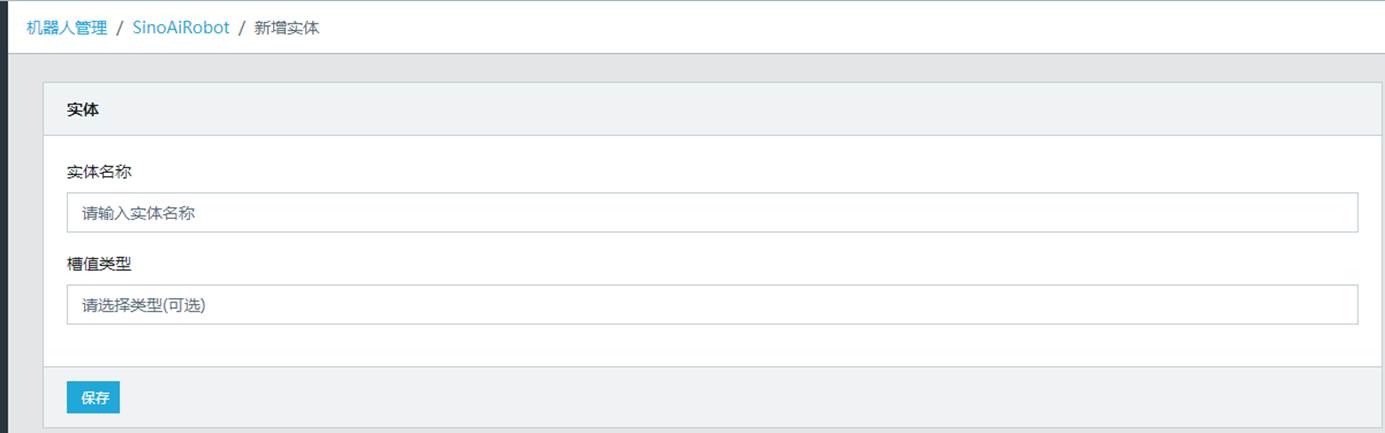 机器人管理 / SinoAiRobot / 新增实体
实体
实体名称
请输入实体名称
槽值类型
请选择类型(可选)
保存